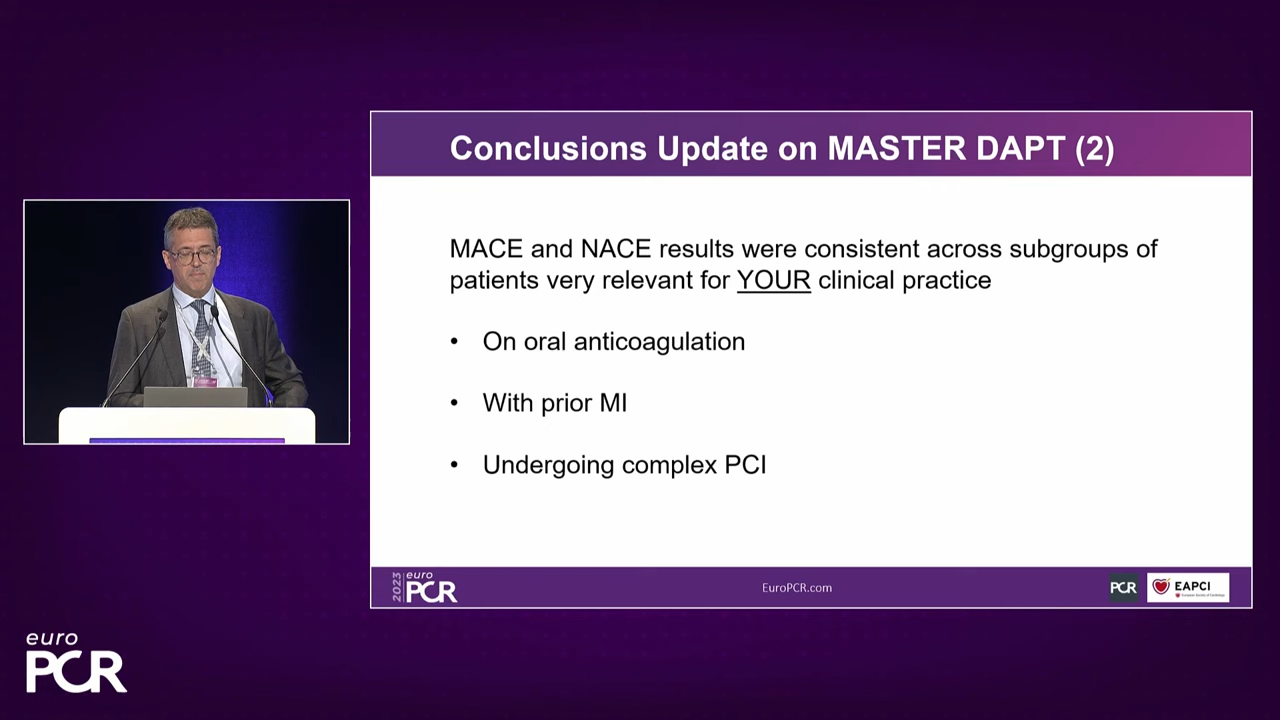 Conclusions Update on MASTER DAPT (2)
MACE and NACE results were consistent across subgroups of
patients very relevant for YOUR clinical practice
• On oral anticoagulation
• With prior MI
• Undergoing complex PCI
2023 euro
PCR
EuroPCR.com
PCR
EAPCI
euro
PCR